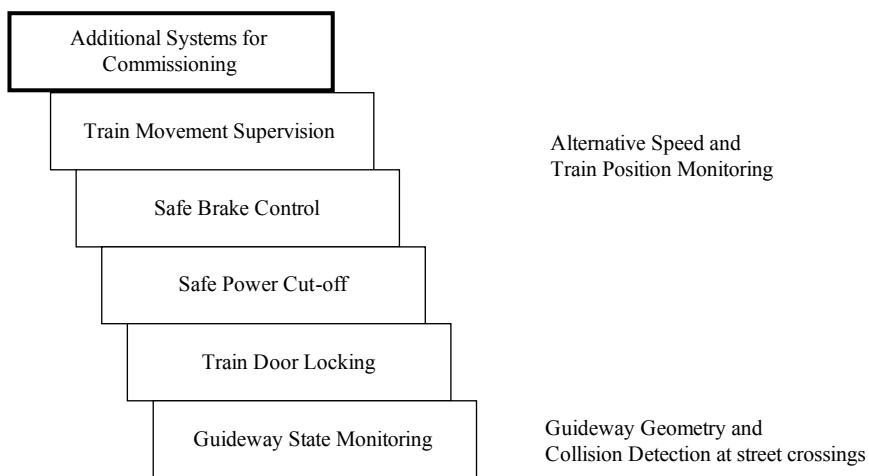 Additional Systems for
Commissioning
Train Movement Supervision
Alternative Speed and
Train Position Monitoring
Safe Brake Control
Safe Power Cut-off
Train Door Locking
Guideway State Monitoring
Guideway Geometry and
Collision Detection at street crossings